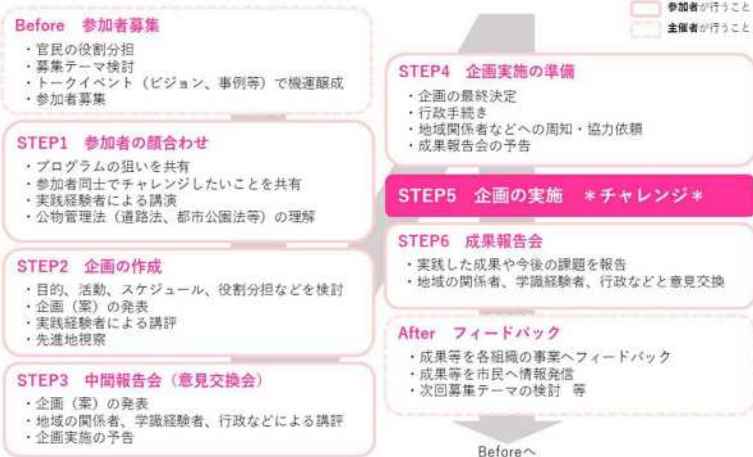 参加者が行うこと
主催者が行うこと
Before 参加者募集
・官民の役割分担
・募集テーマ検討
・トークイベント（ビジョン、事例等）で機運醸成
・参加者募集
STEP1 参加者の顔合わせ
・プログラムの狙いを共有
・参加者同士でチャレンジしたいことを共有
・実践経験者による講演
・公物管理法（道路法、都市公園法等）の理解
STEP2 企画の作成
・目的、活動、スケジュール、役割分担などを検討
・企画（案）の発表
・実践経験者による講評
・先進地視察
STEP3 中間報告会（意見交換会）
・企画（案）の発表
・地域の関係者、学識経験者、行政などによる講評
・企画実施の予告
STEP4 企画実施の準備
・企画の最終決定
・行政手続き
・地域関係者などへの周知・協力依頼
・成果報告会の予告
STEP5 企画の実施 ＊チャレンジ＊
STEP6 成果報告会
・実践した成果や今後の課題を報告
・地域の関係者、学識経験者、行政などと意見交換
After フィードバック
・成果等を各組織の事業へフィードバック
・成果等を市民へ情報発信
・次回募集テーマの検討 等
Beforeへ